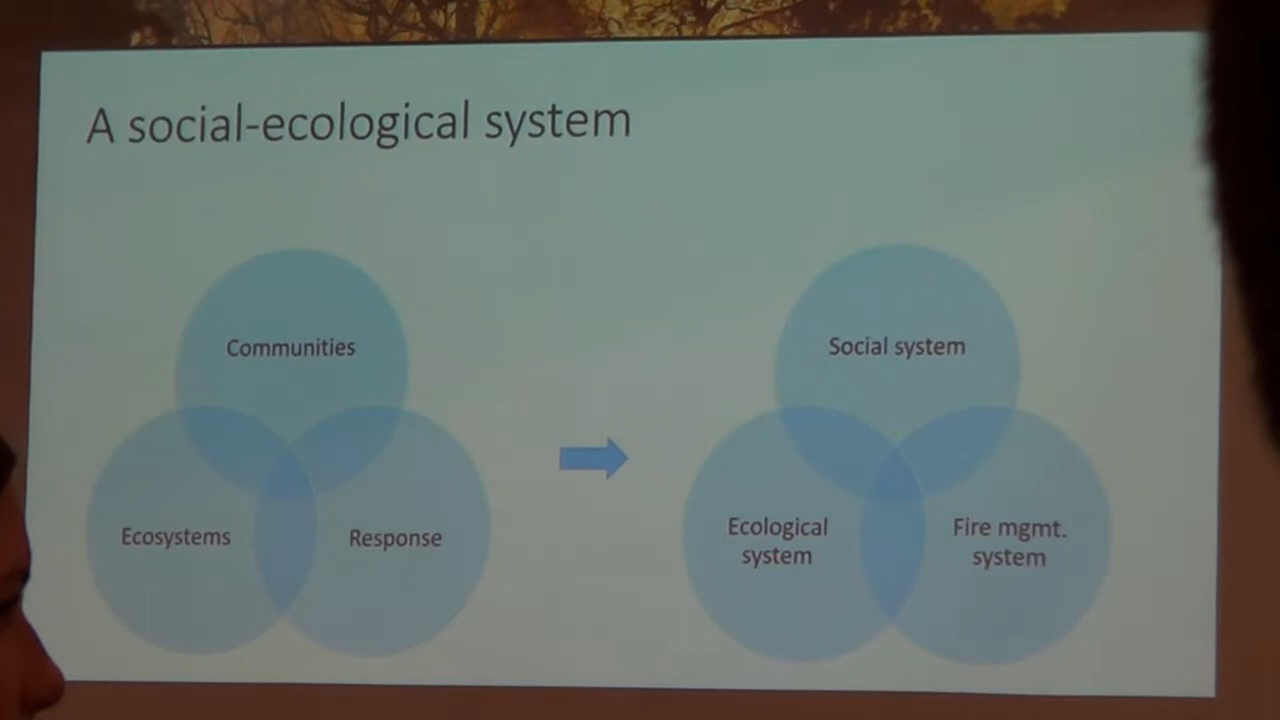 A social-ecological system
Communities
Ecosystems
Response
Social system
Ecological
system
Fire mgmt.
system